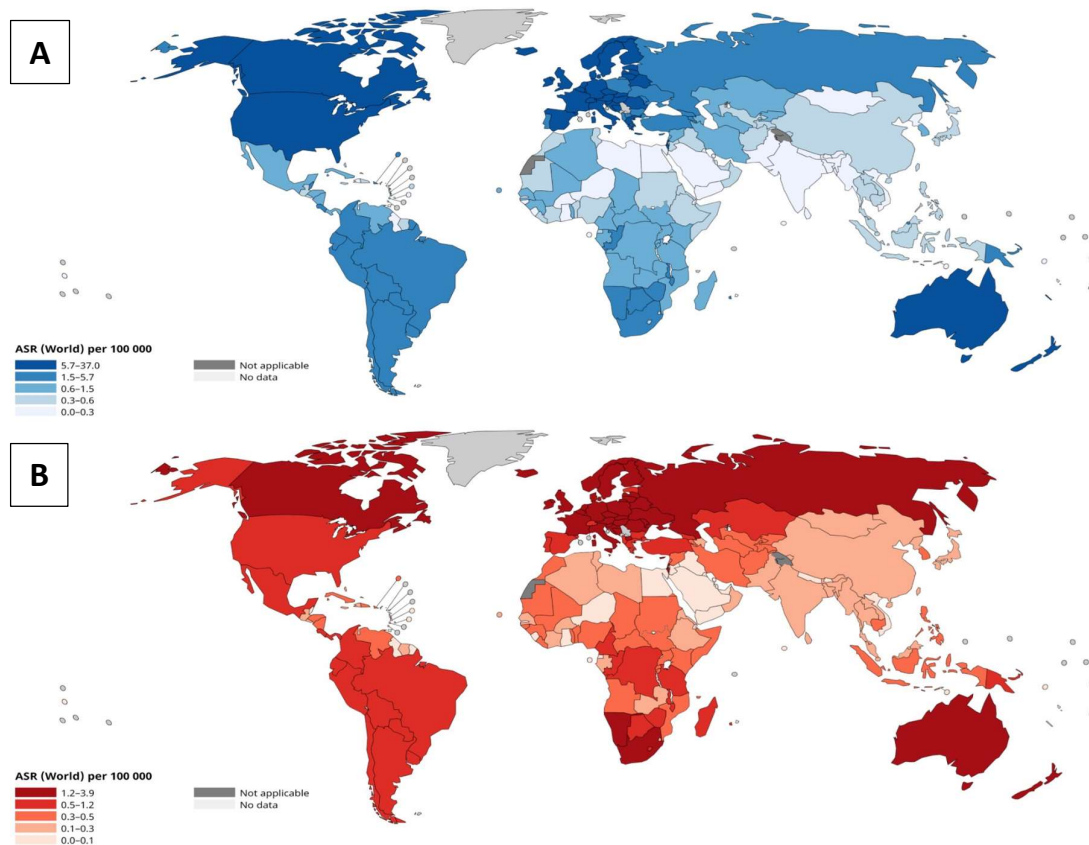 A
ASR (World) per 100 000
5.7–37.0
1.5–5.7
0.6–1.5
0.3–0.6
0.0–0.3
Not applicable
No data
B
ASR (World) per 100 000
1.2–3.9
0.5–1.2
0.3–0.5
0.1–0.3
0.0–0.1
Not applicable
No data